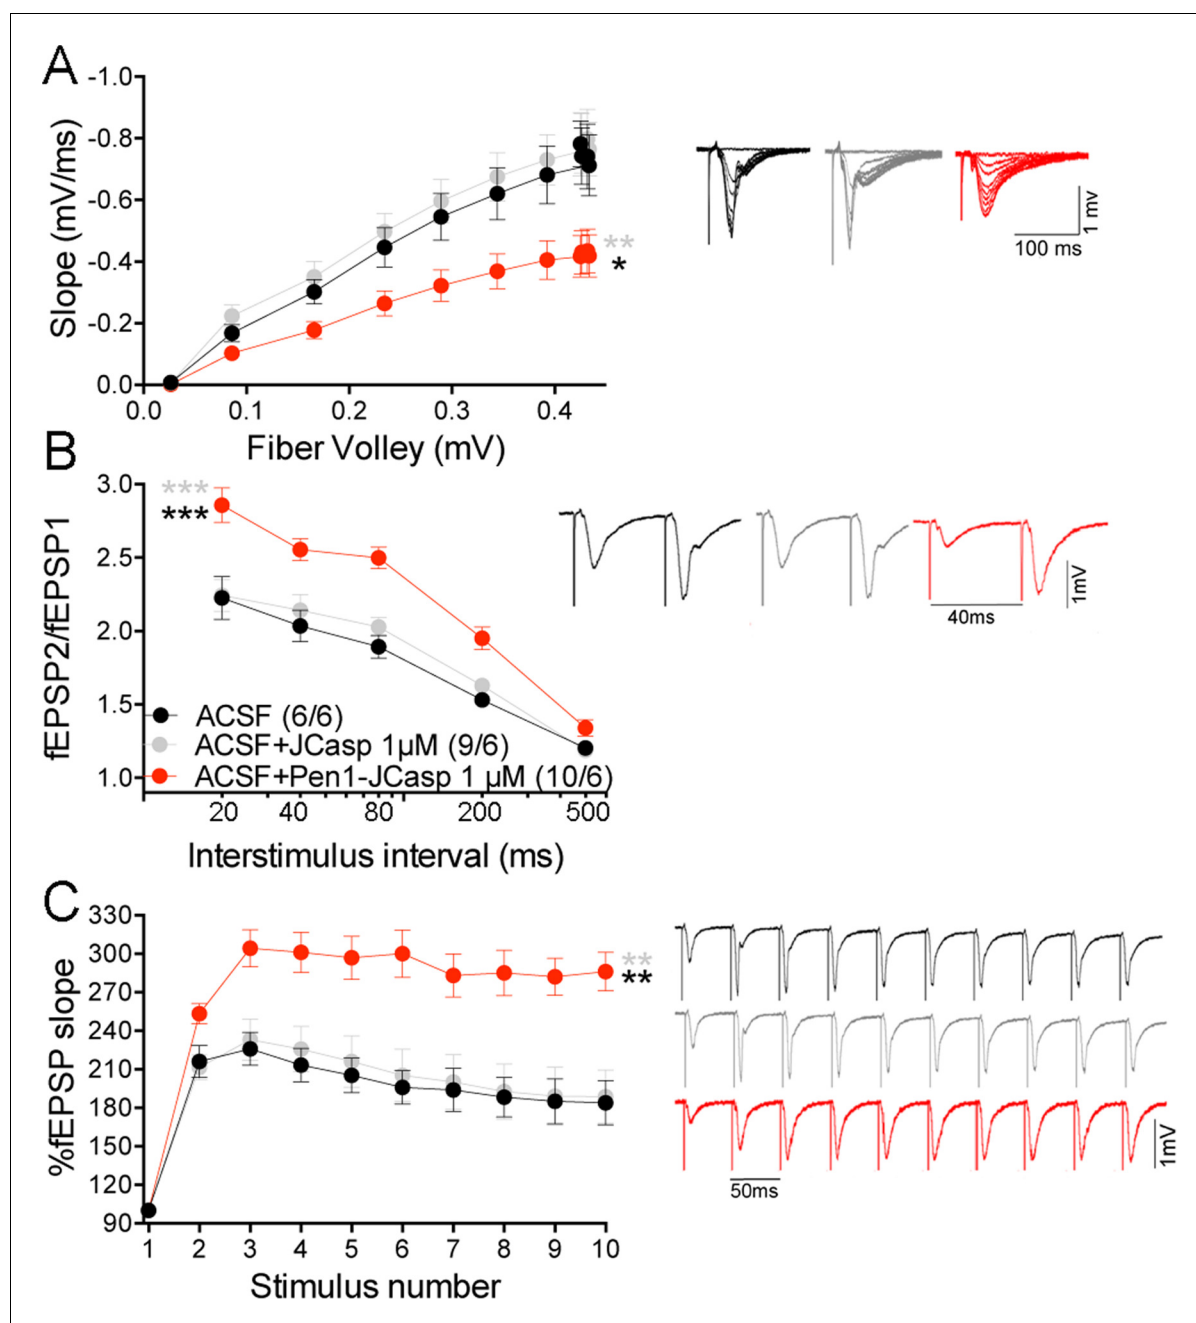 A
Slope (mV/ms)
-1.0
-0.8
-0.6
-0.4
-0.2
0.0
0.0 0.1 0.2 0.3 0.4
Fiber Volley (mV)
**
*
1 mv
100 ms
B
fEPSP2/fEPSP1
3.0
2.5
2.0
1.5
1.0
***
***
ACSF (6/6)
ACSF+JCasp 1µM (9/6)
ACSF+Pen1-JCasp 1 µM (10/6)
20 40 80 200 500
Interstimulus interval (ms)
40ms
1mV
C
%fEPSP slope
330
300
270
240
210
180
150
120
90
1 2 3 4 5 6 7 8 9 10
Stimulus number
**
**
50ms
1mV